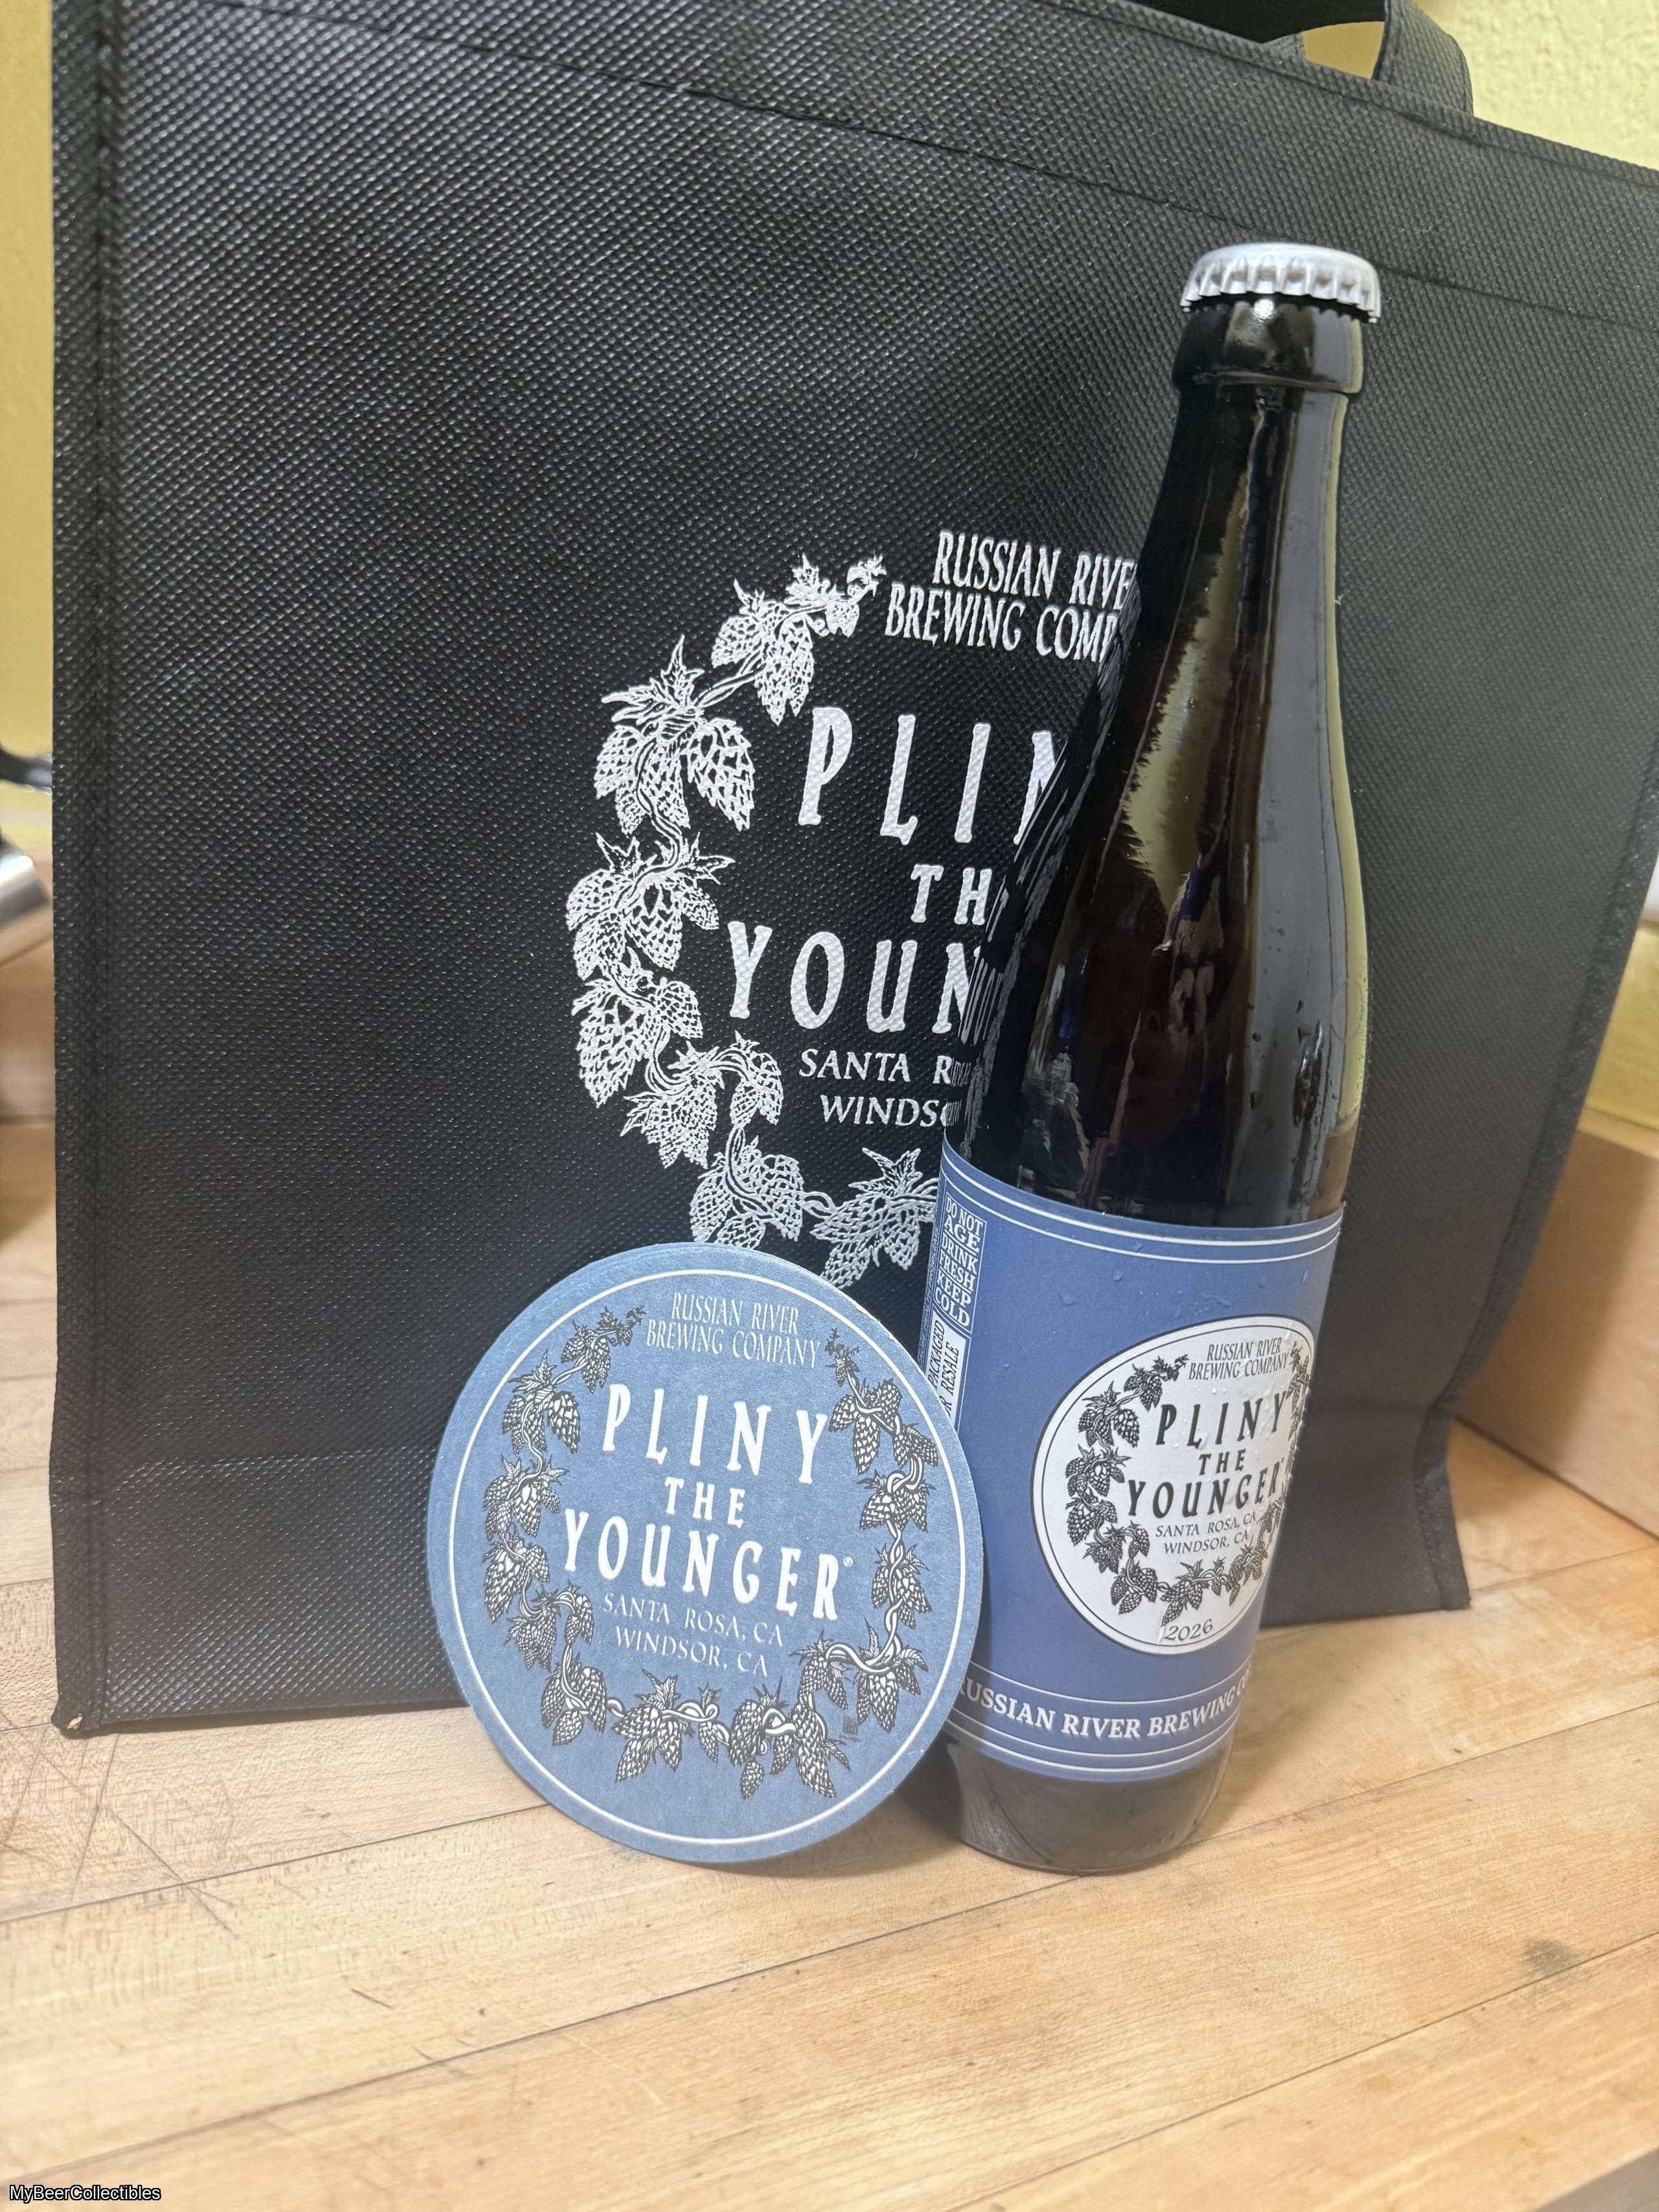 RUSSIAN RIVE
BREWING COMP
PLIN
TH
YOUN
SANTA R
WINDSO
RUSSIAN RIVER
BREWING COMPANY
PLINY
THE
YOUNGER®
SANTA ROSA, CA
WINDSOR, CA
DO NOT
AGE
DRINK
FRESH
KEEP
COLD
PACKAGED
RESALE
RUSSIAN RIVER
BREWING COMPANY
PLINY
THE
YOUNGER
SANTA ROSA, CA
WINDSOR, CA
2026
RUSSIAN RIVER BREWING
MyBeerCollectibles